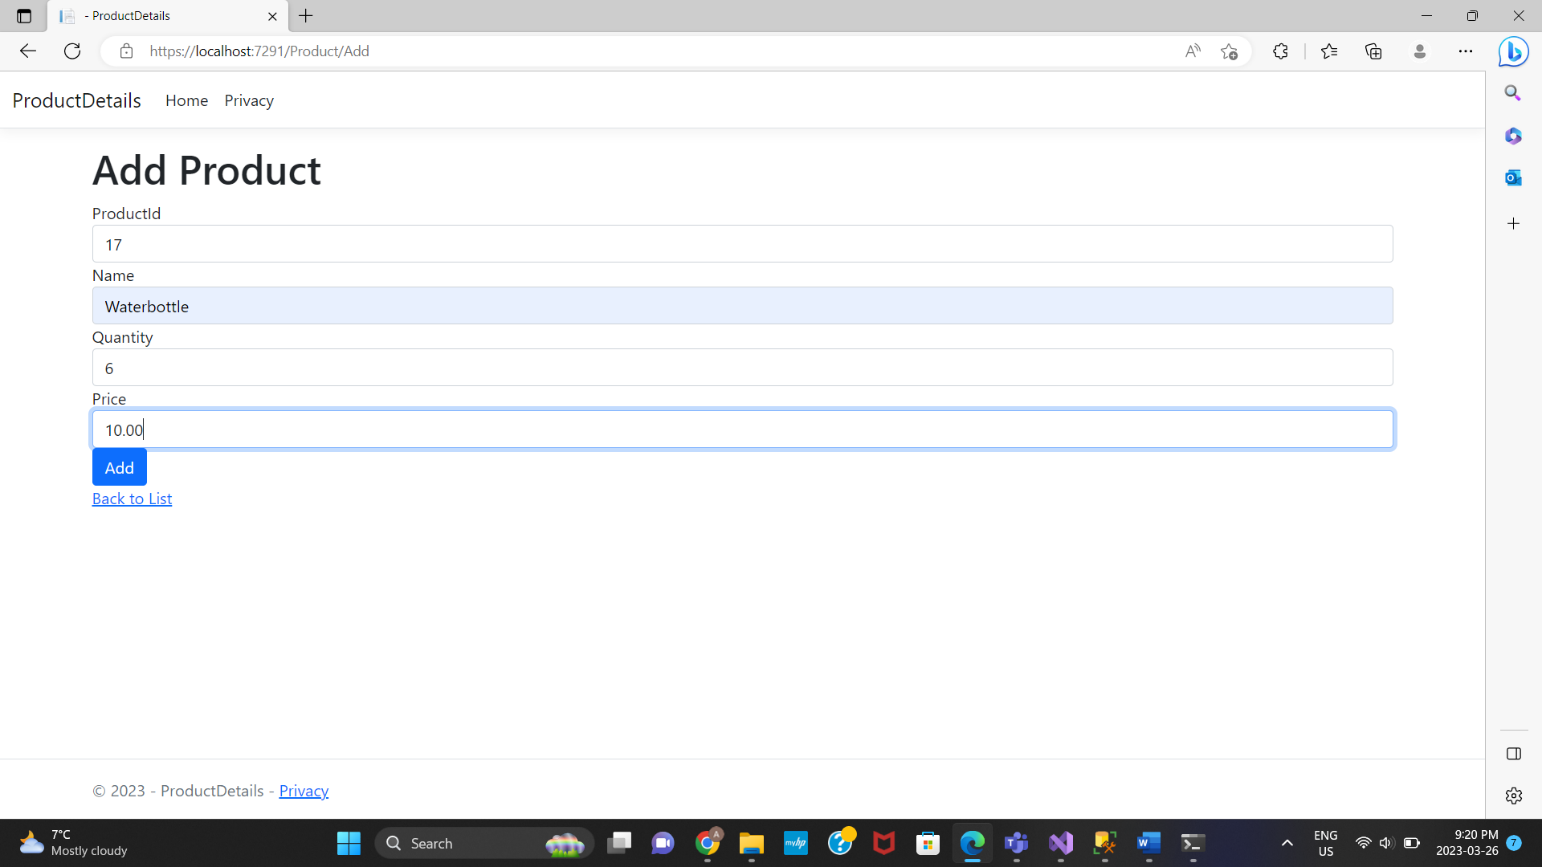 - ProductDetails
https://localhost:7291/Product/Add
ProductDetails Home Privacy
Add Product
ProductId
17
Name
Waterbottle
Quantity
6
Price
10.00
Add
Back to List
© 2023 - ProductDetails - Privacy
7°C
Mostly cloudy
Search
myhp
ENG
US
9:20 PM
2023-03-26
7